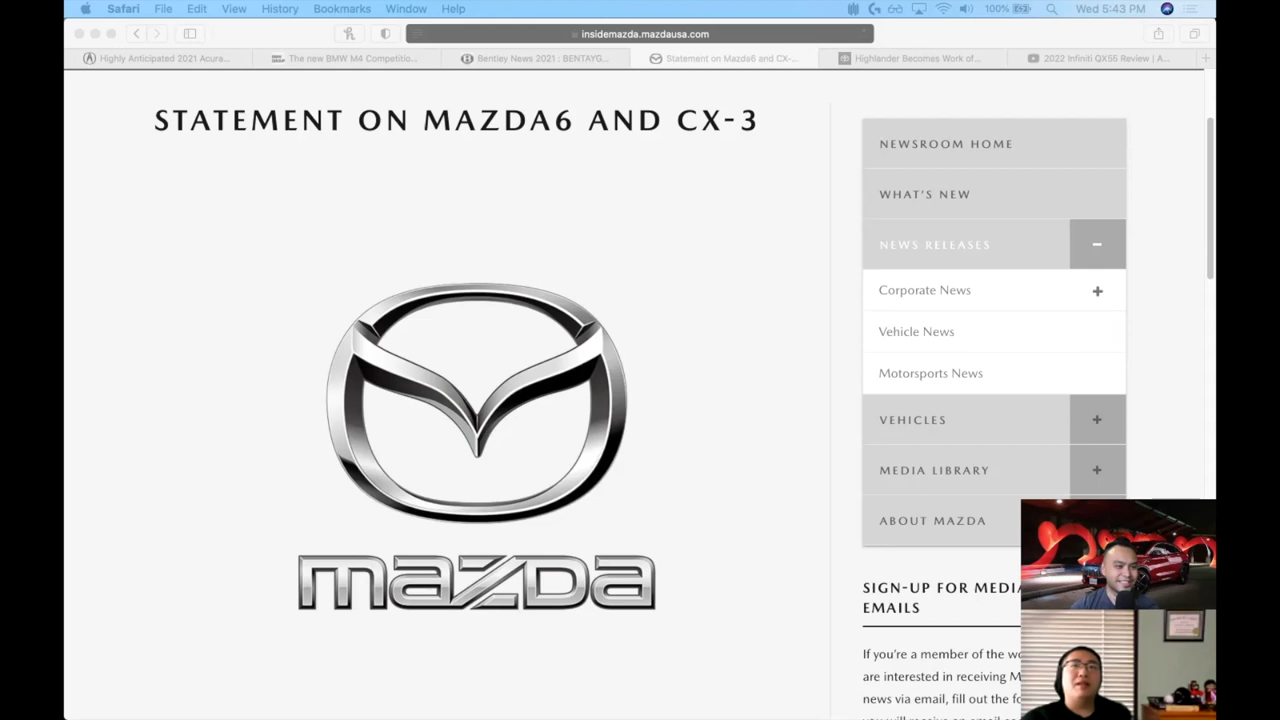 Safari File Edit View History Bookmarks Window Help
100%
Wed 5:43 PM
insidemazda.mazdausa.com
Highly Anticipated 2021 Acura...
The new BMW M4 Competitio...
Bentley News 2021 : BENTAYG...
Statement on Mazda6 and CX-...
Highlander Becomes Work of...
2022 Infiniti QX55 Review | A...
STATEMENT ON MAZDA6 AND CX-3
mazda
NEWSROOM HOME
WHAT'S NEW
NEWS RELEASES
Corporate News
Vehicle News
Motorsports News
VEHICLES
MEDIA LIBRARY
ABOUT MAZDA
SIGN-UP FOR MEDIA
EMAILS
If you're a member of the
are interested in receiving
news via email, fill out the